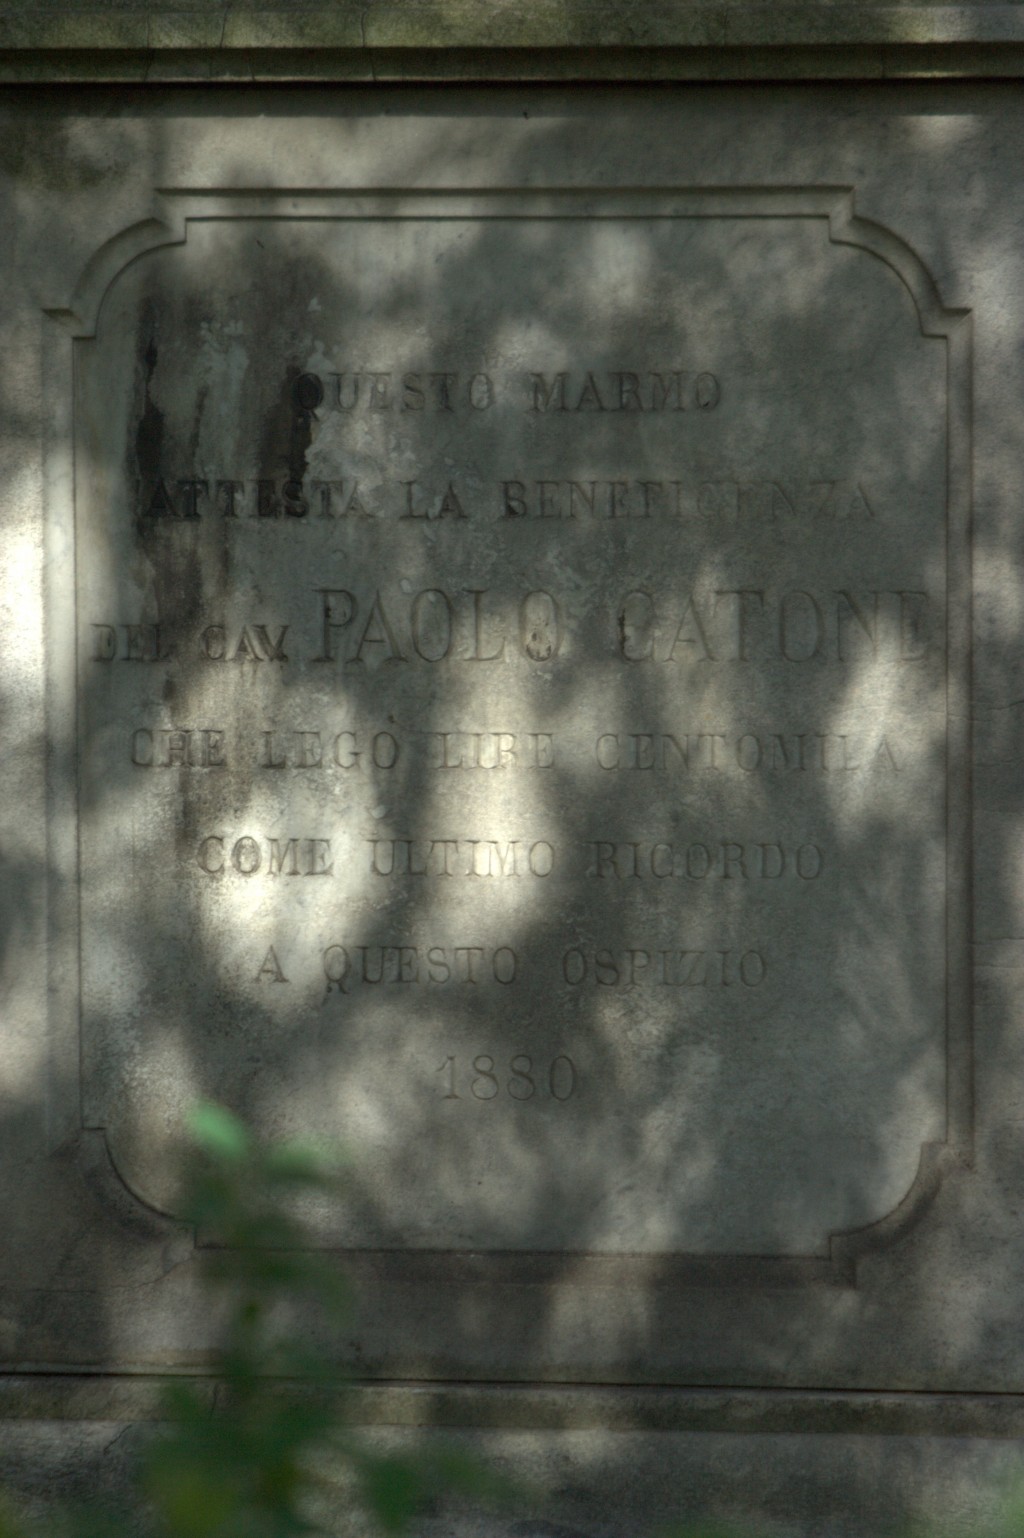 QUESTO MARMO
ATTESTA LA BENEFICENZA
DEL CAV. PAOLO CATONE
CHE LEGÒ LIRE CENTOMILA
COME ULTIMO RICORDO
A QUESTO OSPIZIO
1880